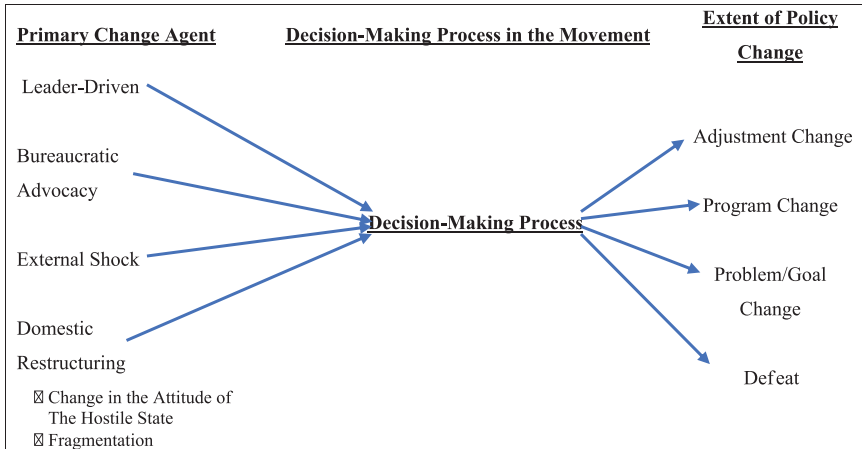 Primary Change Agent
Decision-Making Process in the Movement
Extent of Policy
Change
Leader-Driven
Bureaucratic
Advocacy
External Shock
Domestic
Restructuring
Change in the Attitude of
The Hostile State
Fragmentation
Decision-Making Process
Adjustment Change
Program Change
Problem/Goal
Change
Defeat